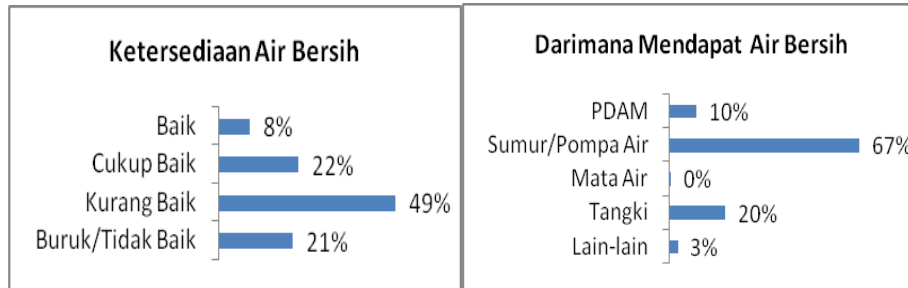 Ketersediaan Air Bersih
Baik 8%
Cukup Baik 22%
Kurang Baik 49%
Buruk/Tidak Baik 21%
Darimana Mendapat Air Bersih
PDAM 10%
Sumur/Pompa Air 67%
Mata Air 0%
Tangki 20%
Lain-lain 3%